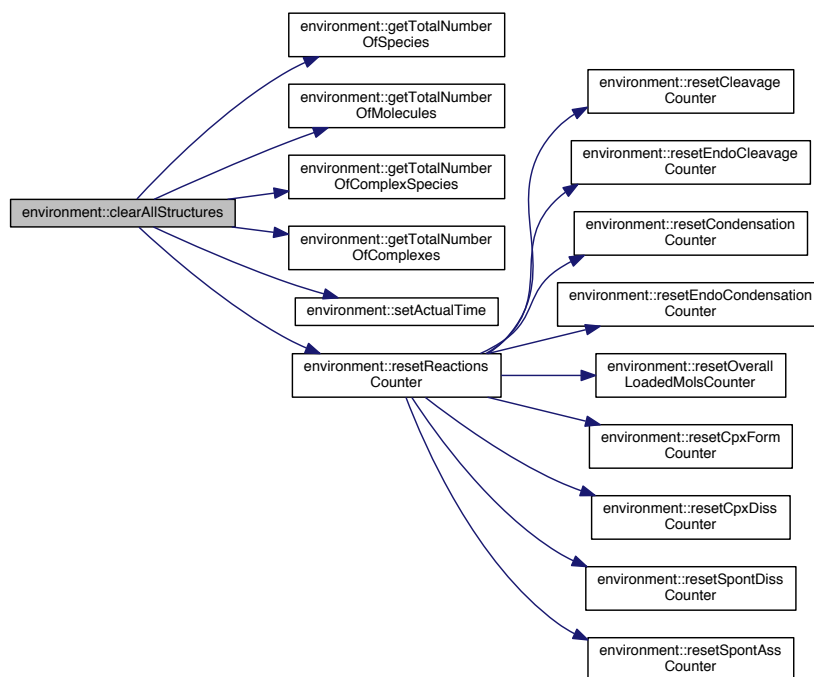 environment::clearAllStructures
environment::getTotalNumber
OfSpecies
environment::getTotalNumber
OfMolecules
environment::getTotalNumber
OfComplexSpecies
environment::getTotalNumber
OfComplexes
environment::setActualTime
environment::resetReactions
Counter
environment::resetCleavage
Counter
environment::resetEndoCleavage
Counter
environment::resetCondensation
Counter
environment::resetEndoCondensation
Counter
environment::resetOverall
LoadedMolsCounter
environment::resetCpxForm
Counter
environment::resetCpxDiss
Counter
environment::resetSpontDiss
Counter
environment::resetSpontAss
Counter